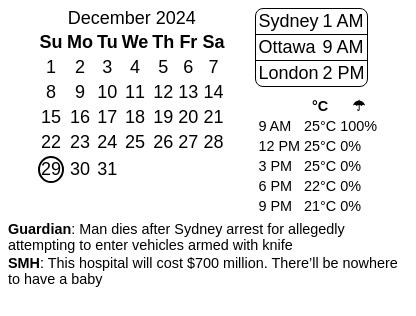 December 2024
Su Mo Tu We Th Fr Sa
1 2 3 4 5 6 7
8 9 10 11 12 13 14
15 16 17 18 19 20 21
22 23 24 25 26 27 28
29 30 31
Sydney 1 AM
Ottawa 9 AM
London 2 PM
°C ☂
9 AM 25°C 100%
12 PM 25°C 0%
3 PM 25°C 0%
6 PM 22°C 0%
9 PM 21°C 0%
Guardian: Man dies after Sydney arrest for allegedly
attempting to enter vehicles armed with knife
SMH: This hospital will cost $700 million. There’ll be nowhere
to have a baby